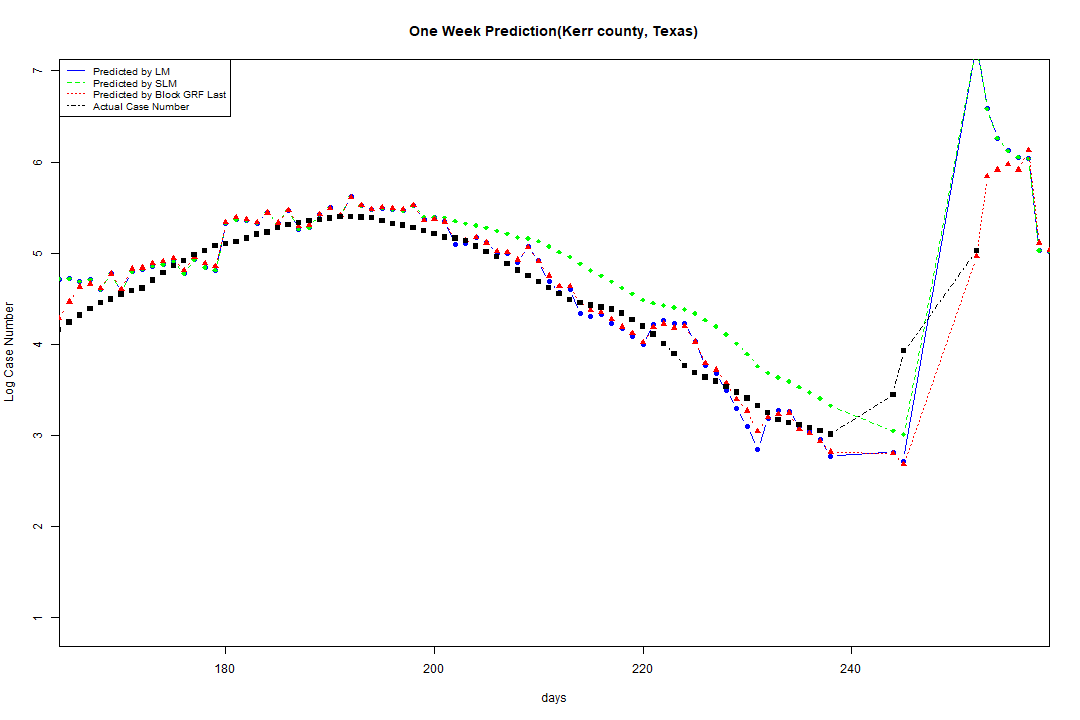 One Week Prediction(Kerr county, Texas)
Predicted by LM
Predicted by SLM
Predicted by Block GRF Last
Actual Case Number
7
6
5
4
3
2
1
Log Case Number
180 200 220 240
days